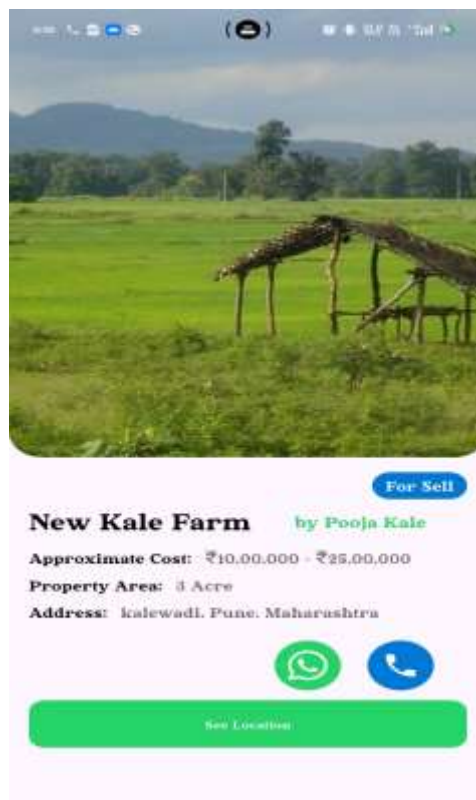 For Sell
New Kale Farm by Pooja Kale
Approximate Cost: ₹10,00,000 - ₹25,00,000
Property Area: 3 Acre
Address: kalewadi, Pune, Maharashtra
See Location